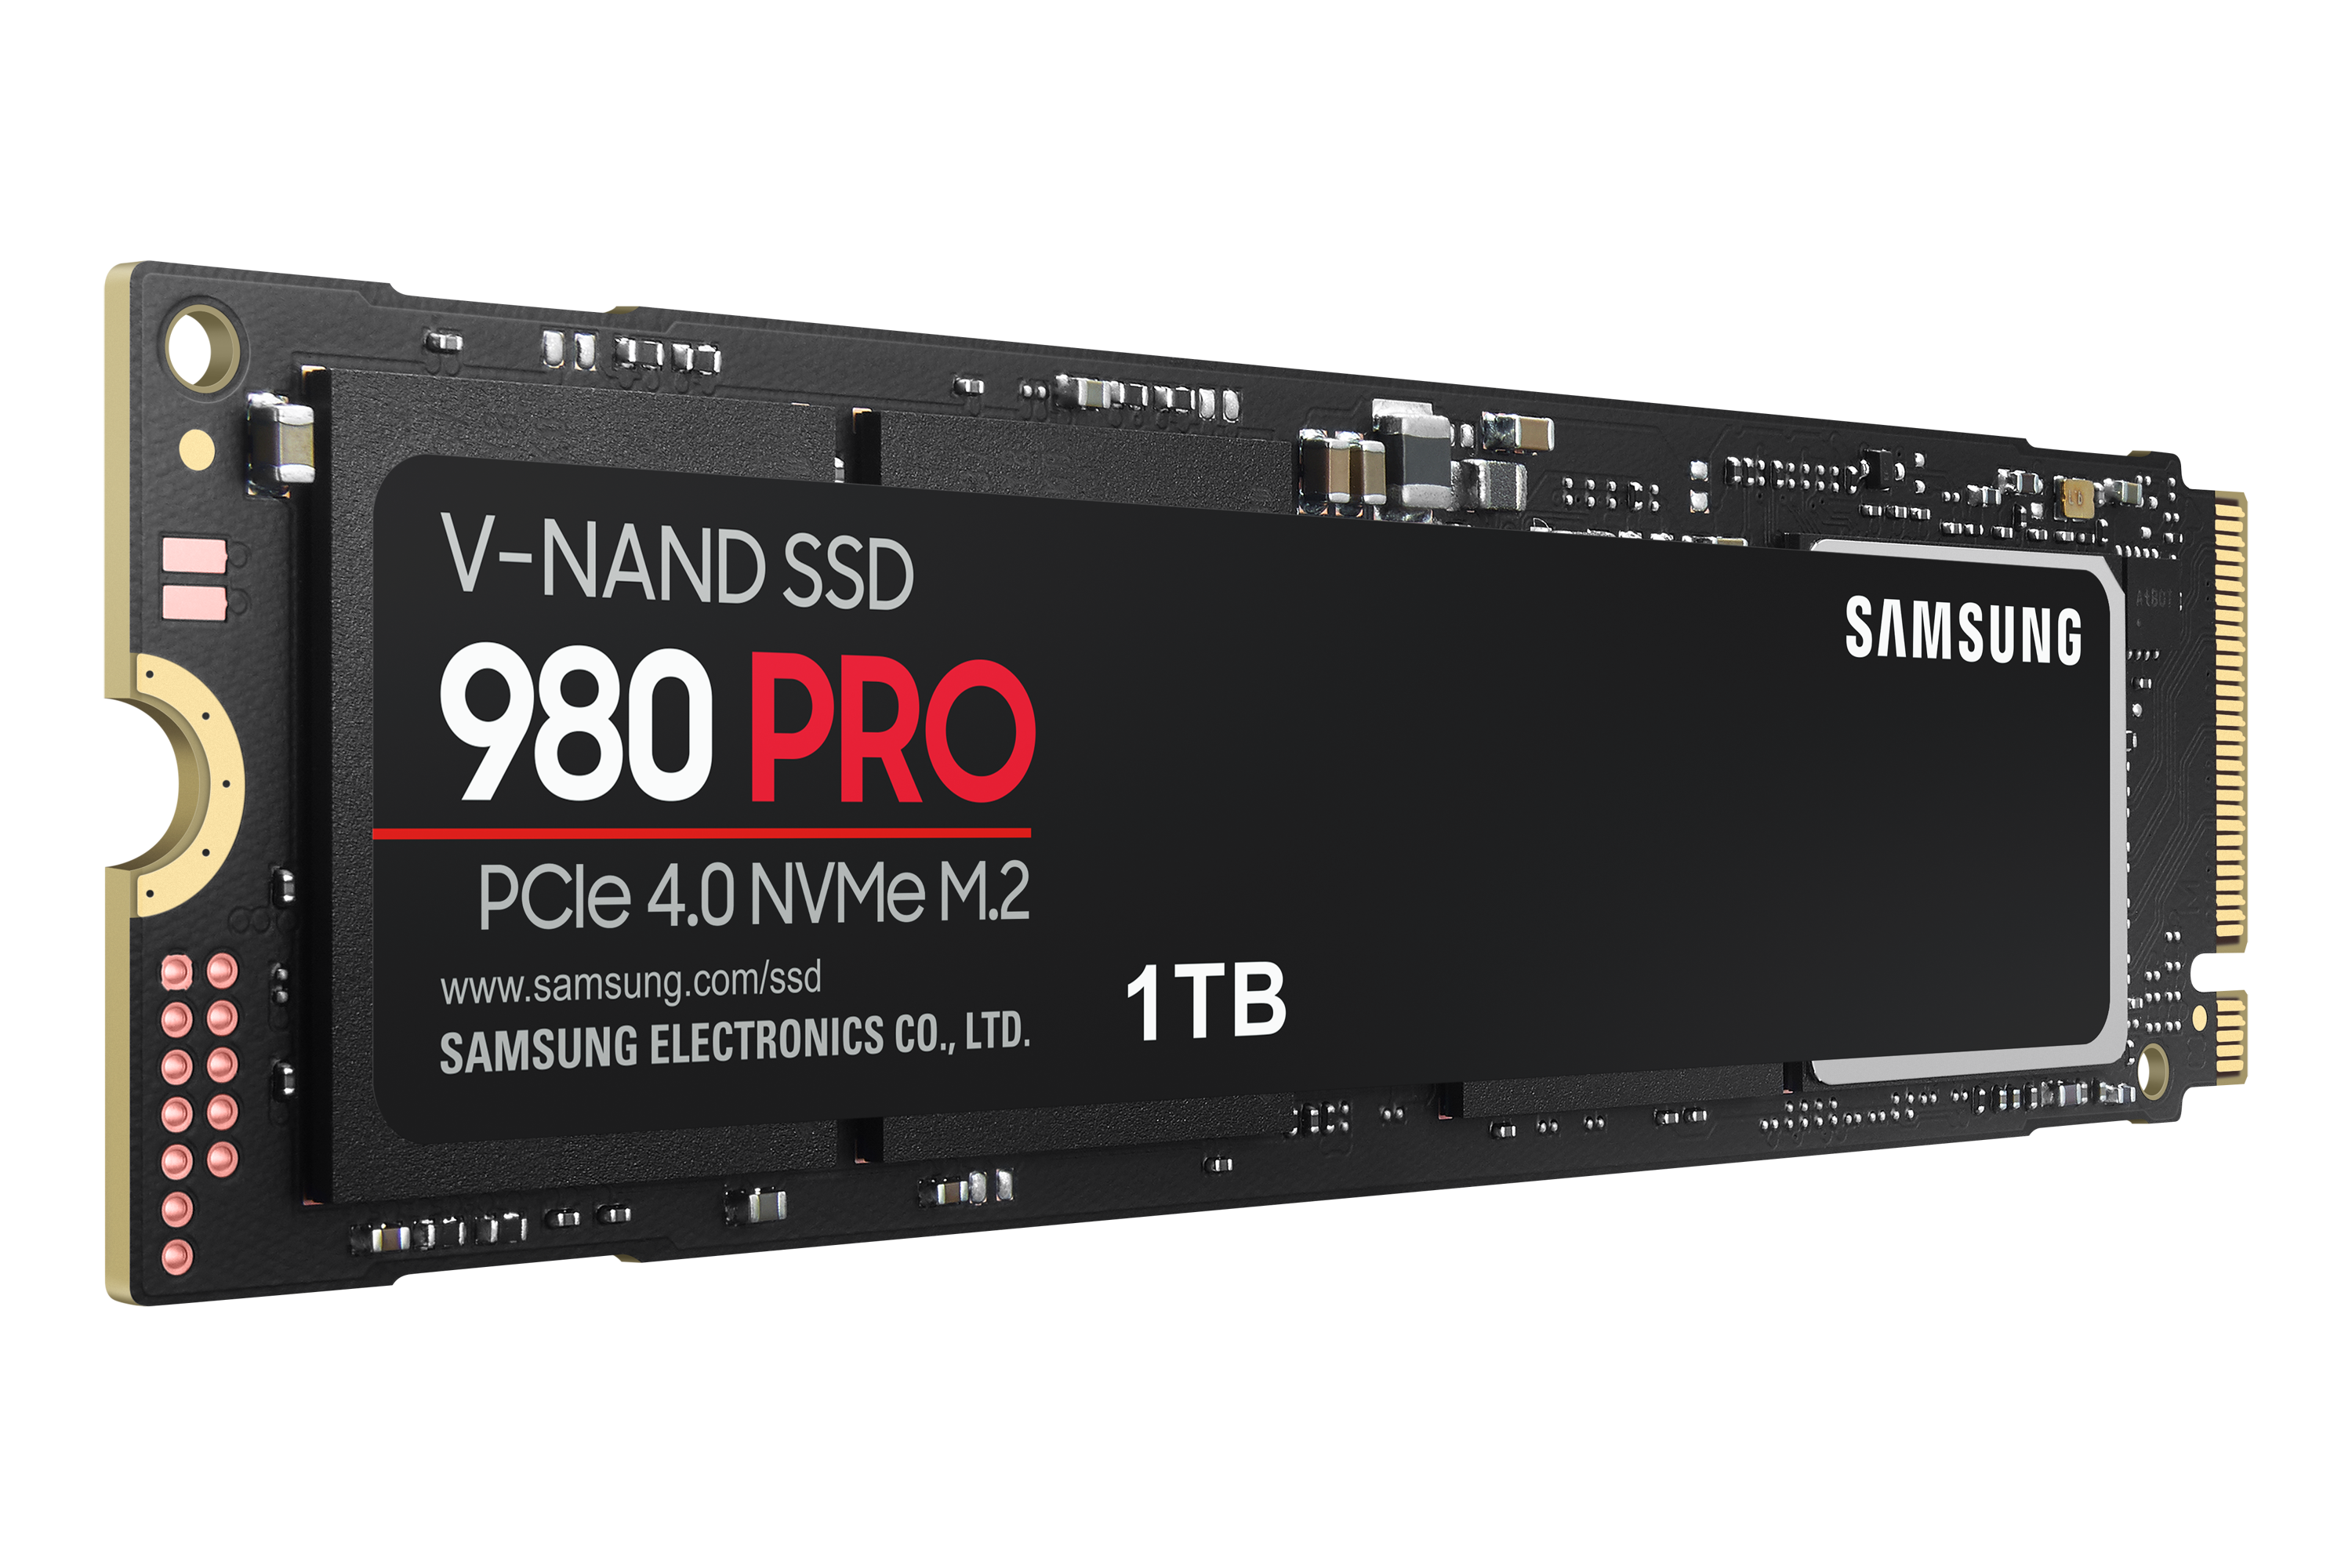 V-NAND SSD
980 PRO
PCIe 4.0 NVMe M.2
www.samsung.com/ssd
SAMSUNG ELECTRONICS CO., LTD.
1TB
SAMSUNG